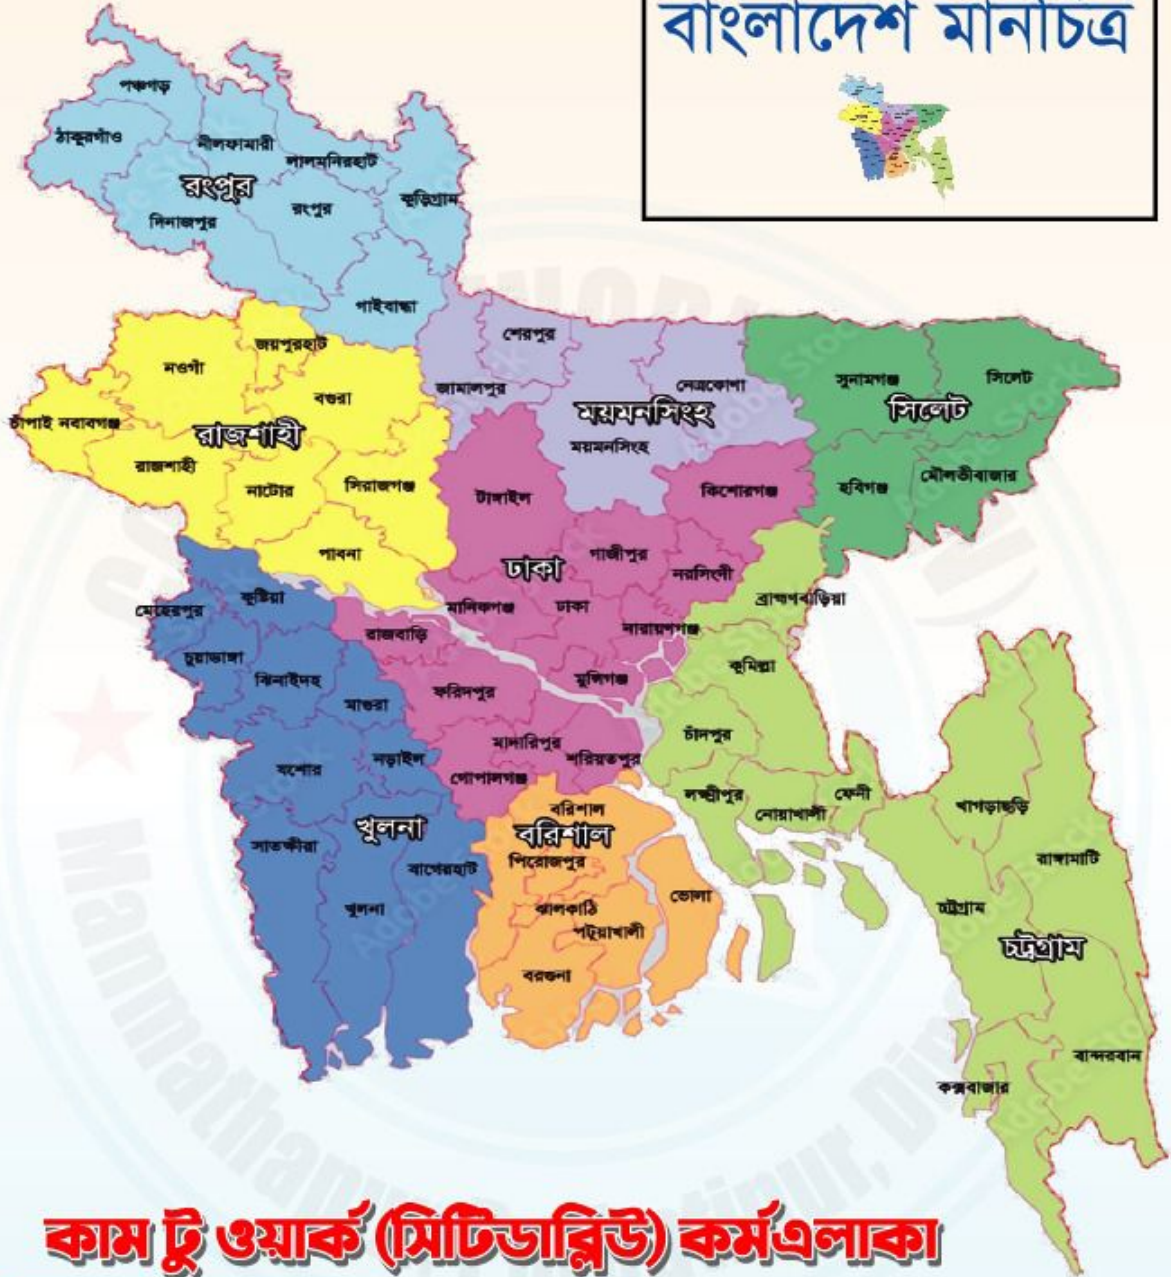 বাংলাদেশ মানচিত্র
পঞ্চগড়
ঠাকুরগাঁও
নীলফামারী
লালমনিরহাট
রংপুর
কুড়িগ্রাম
রংপুর
দিনাজপুর
গাইবান্ধা
শেরপুর
জয়পুরহাট
নওগাঁ
জামালপুর
নেত্রকোণা
সুনামগঞ্জ
সিলেট
বগুরা
ময়মনসিংহ
সিলেট
চাঁপাই নবাবগঞ্জ
রাজশাহী
ময়মনসিংহ
রাজশাহী
নাটোর
সিরাজগঞ্জ
টাঙ্গাইল
কিশোরগঞ্জ
হবিগঞ্জ
মৌলভীবাজার
পাবনা
গাজীপুর
ঢাকা
নরসিংদী
কুষ্টিয়া
মেহেরপুর
মানিকগঞ্জ
ঢাকা
ব্রাহ্মণবাড়িয়া
রাজবাড়ি
নারায়ণগঞ্জ
চুয়াডাঙ্গা
ঝিনাইদহ
কুমিল্লা
মুন্সিগঞ্জ
ফরিদপুর
মাগুরা
চাঁদপুর
মাদারিপুর
শরিয়তপুর
নড়াইল
যশোর
গোপালগঞ্জ
লক্ষ্মীপুর
ফেনী
নোয়াখালী
খাগড়াছড়ি
বরিশাল
খুলনা
বরিশাল
সাতক্ষীরা
পিরোজপুর
বাগেরহাট
রাঙ্গামাটি
ভোলা
খুলনা
ঝালকাঠি
চট্টগ্রাম
পটুয়াখালী
চট্টগ্রাম
বরগুনা
বান্দরবান
কক্সবাজার
কাম টু ওয়ার্ক (সিটিডাব্লিউ) কর্মএলাকা